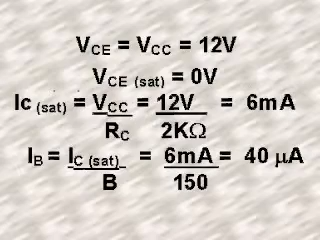 VCE = VCC = 12V
VCE (sat) = 0V
Ic (sat) = VCC = 12V = 6mA
RC 2KΩ
IB = IC (sat) = 6mA = 40 µA
B 150